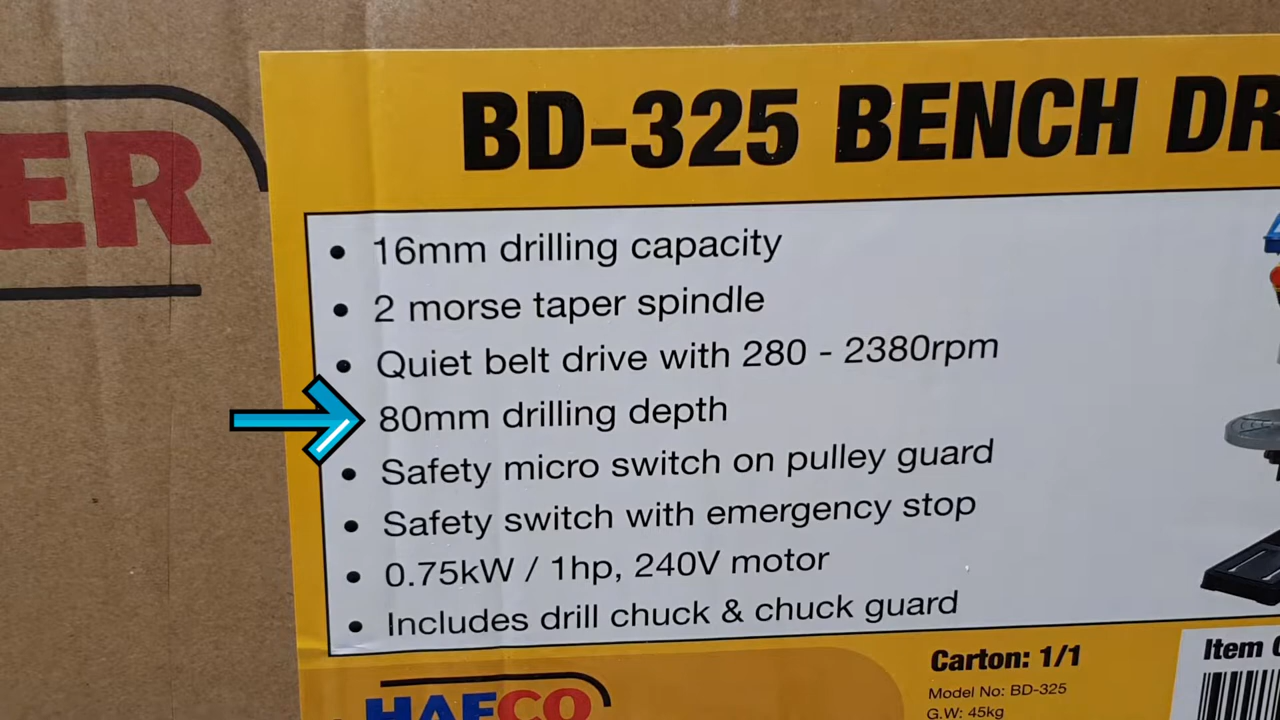 ER
BD-325 BENCH DR
• 16mm drilling capacity
• 2 morse taper spindle
• Quiet belt drive with 280 - 2380rpm
80mm drilling depth
• Safety micro switch on pulley guard
• Safety switch with emergency stop
• 0.75kW / 1hp, 240V motor
• Includes drill chuck & chuck guard
HAFCO
Carton: 1/1
Model No: BD-325
G.W: 45kg
Item